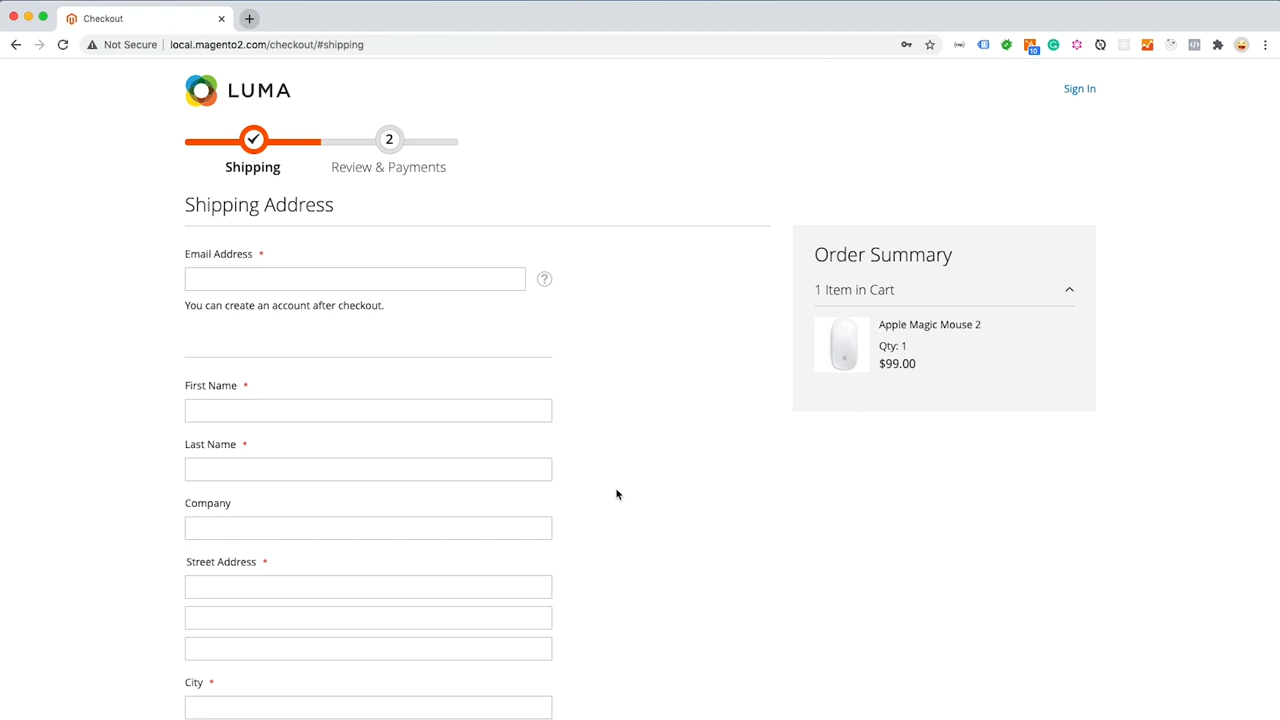 Checkout
Not Secure
local.magento2.com/checkout/#shipping
10
LUMA
Sign In
2
Shipping
Review & Payments
Shipping Address
Email Address *
?
You can create an account after checkout.
First Name *
Last Name *
Company
Street Address *
City *
Order Summary
1 Item in Cart
Apple Magic Mouse 2
Qty: 1
$99.00